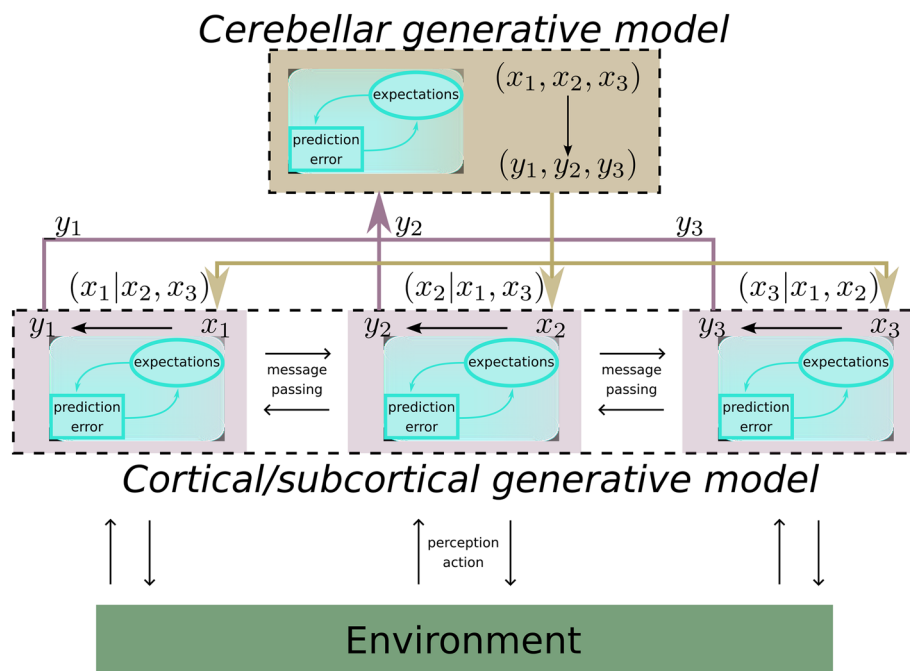 Cerebellar generative model
expectations
prediction
error
(x₁, x₂, x₃)
(y₁, y₂, y₃)
y₁
y₂
y₃
(x₁|x₂, x₃)
(x₂|x₁, x₃)
(x₃|x₁, x₂)
y₁
x₁
y₂
x₂
y₃
x₃
expectations
prediction
error
message
passing
expectations
prediction
error
message
passing
expectations
prediction
error
Cortical/subcortical generative model
perception
action
Environment